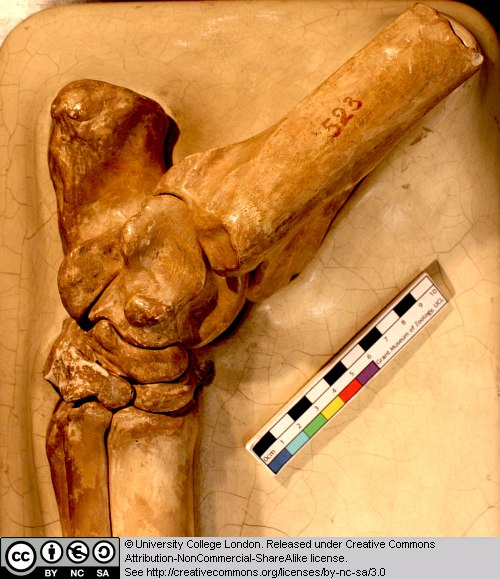 523
0cm 1 2 3 4 5 6 7 8 9 10
Grant Museum of Zoology, UCL
cc BY NC SA
© University College London. Released under Creative Commons
Attribution-NonCommercial-ShareAlike license.
See http://creativecommons.org/licenses/by-nc-sa/3.0